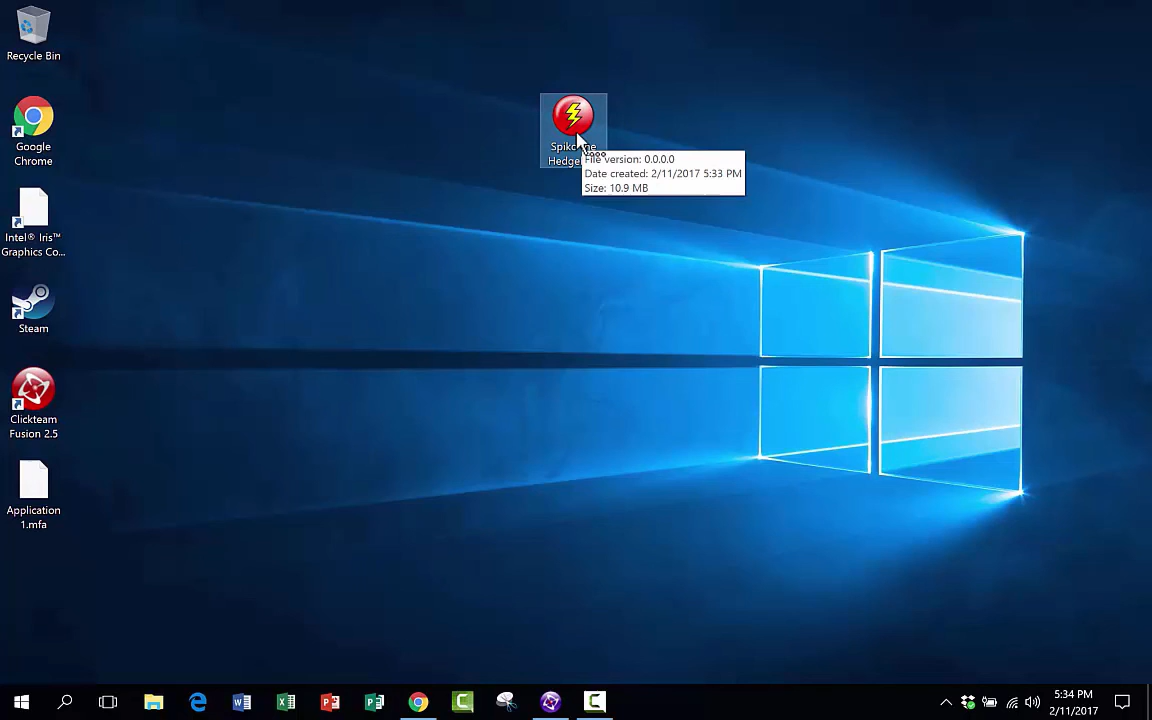 Recycle Bin
Google
Chrome
Intel® Iris™
Graphics Co...
Steam
Clickteam
Fusion 2.5
Application
1.mfa
File version: 0.0.0.0
Date created: 2/11/2017 5:33 PM
Size: 10.9 MB
5:34 PM
2/11/2017